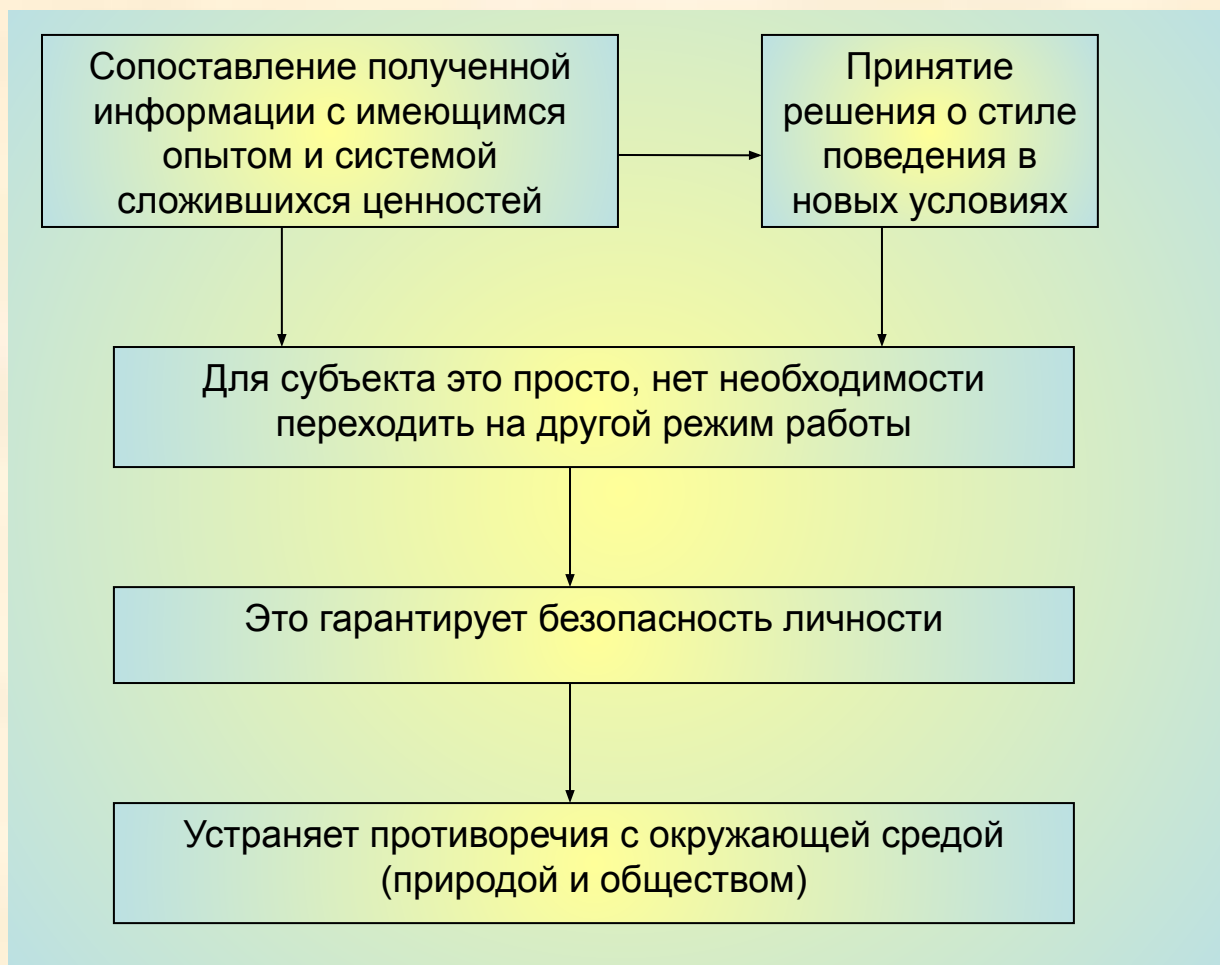 Сопоставление полученной
информации с имеющимся
опытом и системой
сложившихся ценностей
Принятие
решения о стиле
поведения в
новых условиях
Для субъекта это просто, нет необходимости
переходить на другой режим работы
Это гарантирует безопасность личности
Устраняет противоречия с окружающей средой
(природой и обществом)